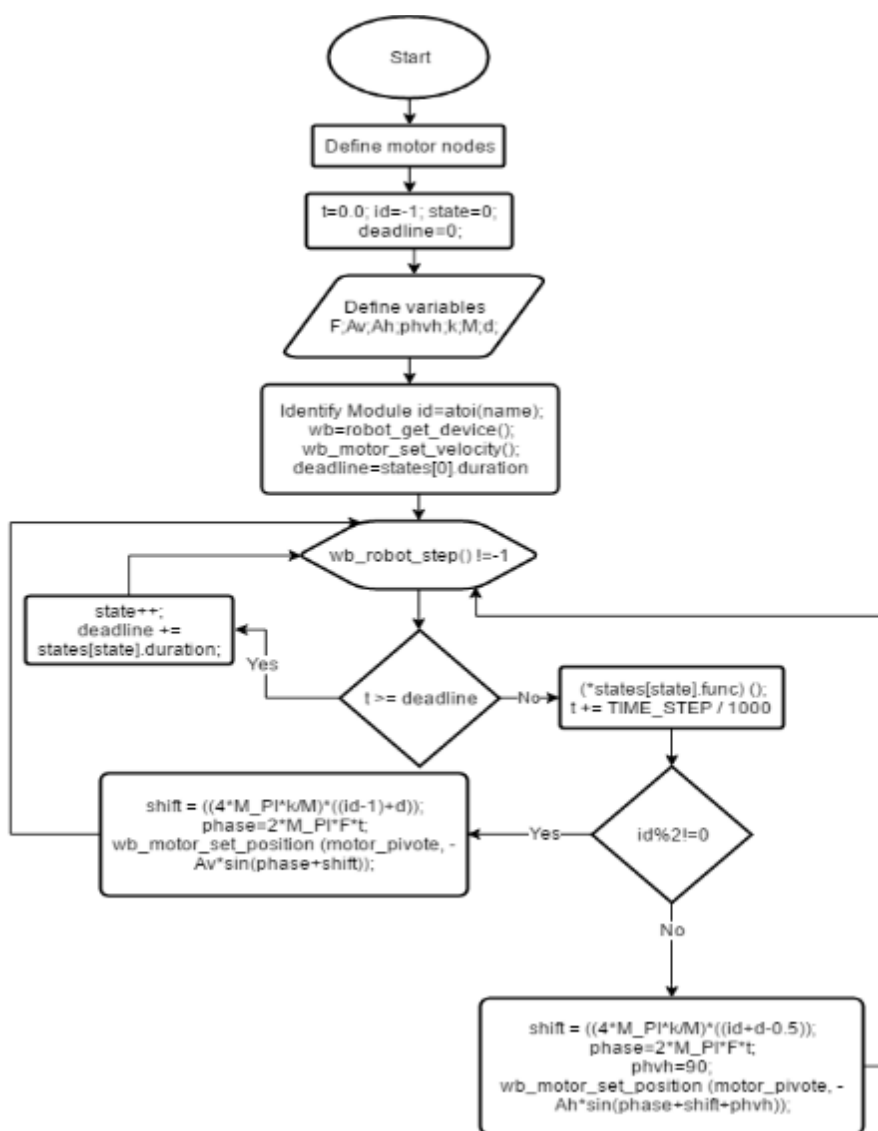 Start
Define motor nodes
t=0.0; id=-1; state=0;
deadline=0;
Define variables
F;Av;Ah;phvh;k;M;d;
Identify Module id=atoi(name);
wb=robot_get_device();
wb_motor_set_velocity();
deadline=states[0].duration
wb_robot_step() !=-1
state++;
deadline +=
states[state].duration;
Yes
t >= deadline
No
(*states[state].func) ();
t += TIME_STEP / 1000
shift = ((4*M_PI*k/M)*((id-1)+d));
phase=2*M_PI*F*t;
wb_motor_set_position (motor_pivote, -
Av*sin(phase+shift));
Yes
id%2!=0
No
shift = ((4*M_PI*k/M)*((id+d-0.5));
phase=2*M_PI*F*t;
phvh=90;
wb_motor_set_position (motor_pivote, -
Ah*sin(phase+shift+phvh));